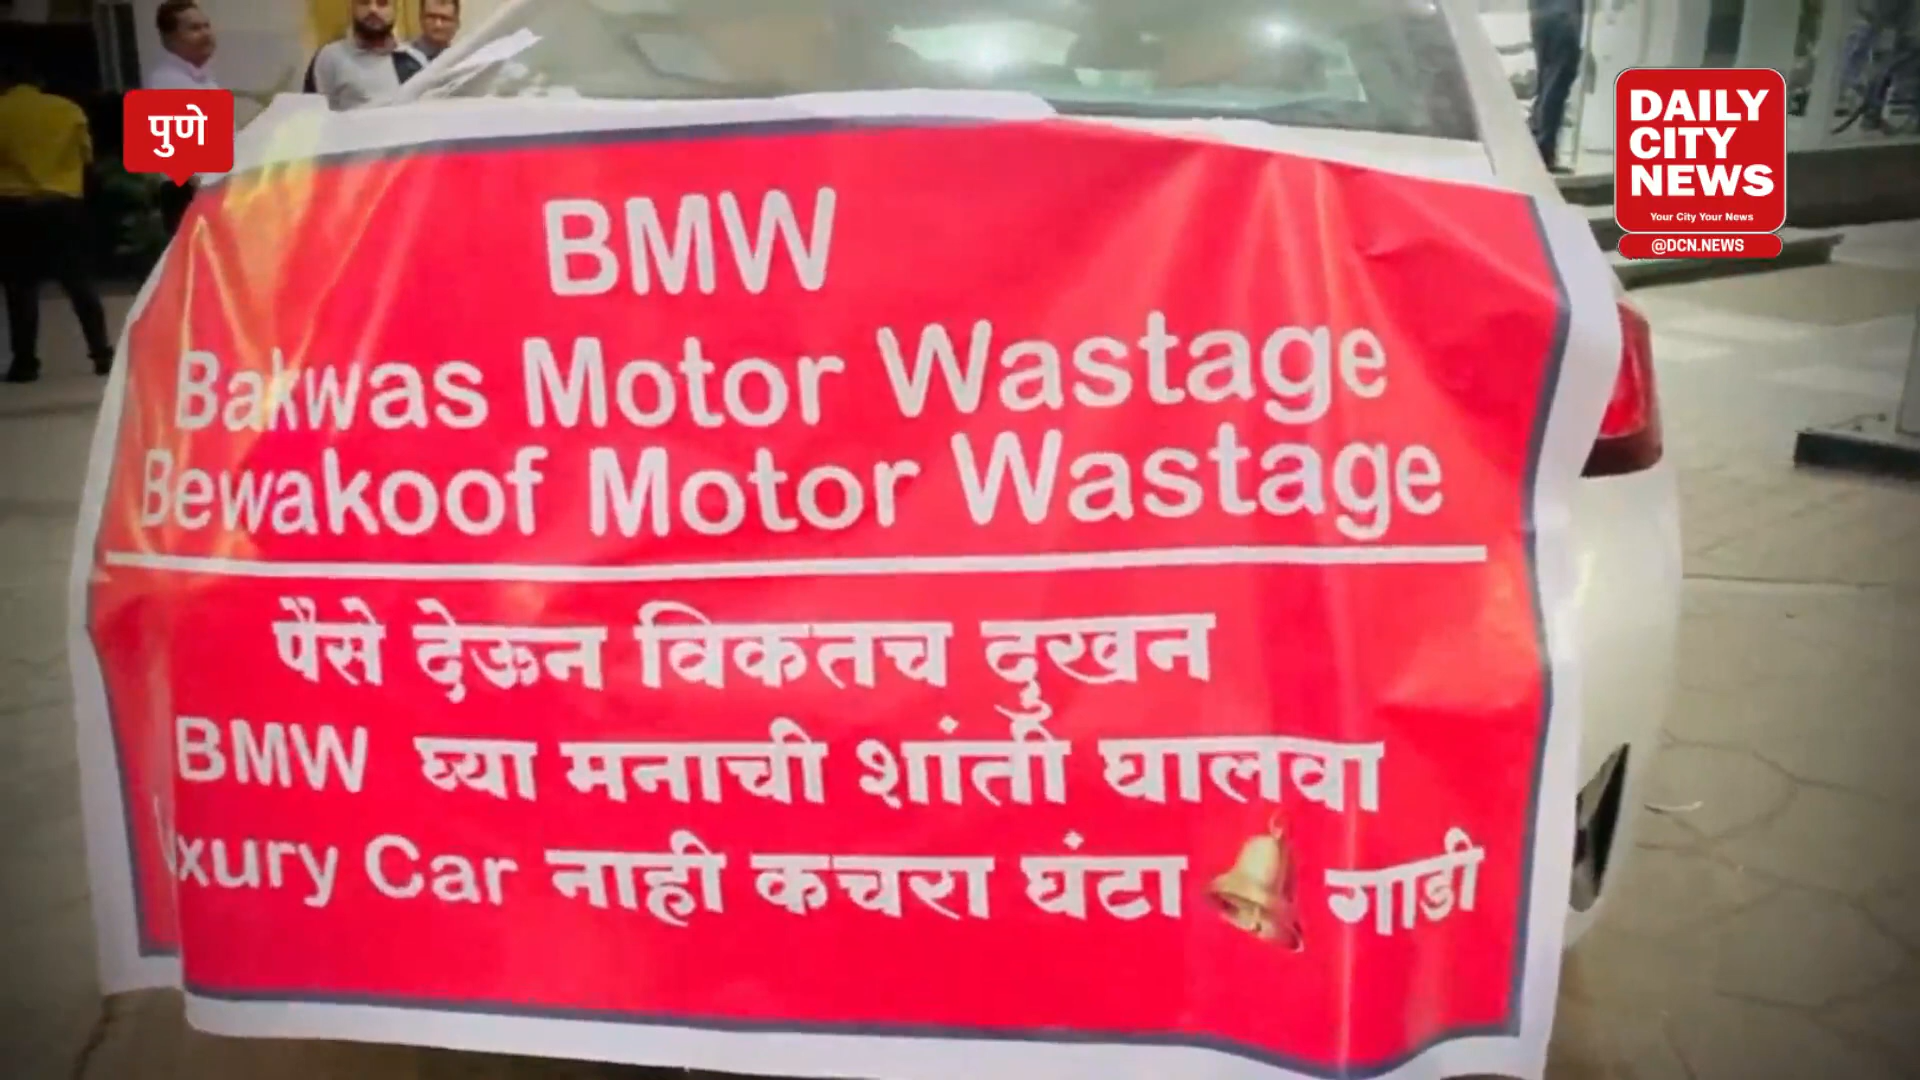 पुणे
DAILY
CITY
NEWS
Your City Your News
@DCN.NEWS
BMW
Bakwas Motor Wastage
Bewakoof Motor Wastage
पैसे देऊन विकतच दुखन
BMW घ्या मनाची शांती घालवा
uxury Car नाही कचरा घंटा गाडी